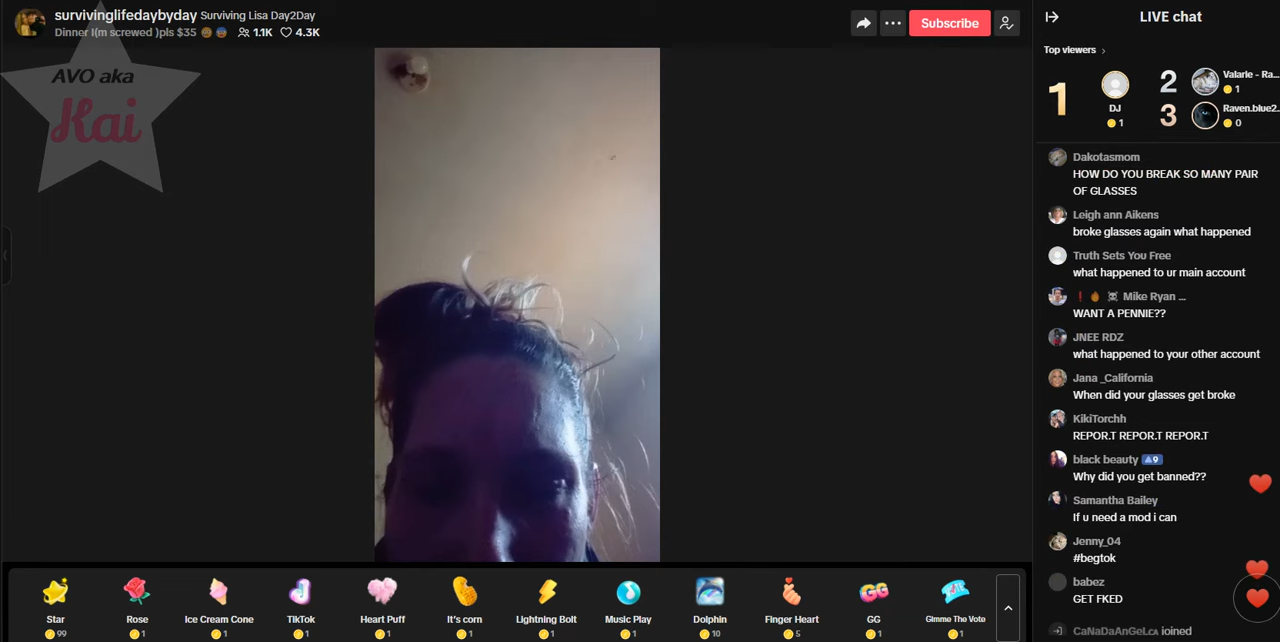 survivinglifedaybyday Surviving Lisa Day2Day
Dinner I(m screwed )pls $35 1.1K 4.3K
Subscribe
AVO aka
Kai
LIVE chat
Top viewers
1
DJ
1
2
Valarie - Ra...
1
3
Raven.blue2...
0
Dakotasmom
HOW DO YOU BREAK SO MANY PAIR
OF GLASSES
Leigh ann Aikens
broke glasses again what happened
Truth Sets You Free
what happened to ur main account
Mike Ryan ...
WANT A PENNIE??
JNEE RDZ
what happened to your other account
Jana _California
When did your glasses get broke
KikiTorchh
REPOR.T REPOR.T REPOR.T
black beauty 9
Why did you get banned??
Samantha Bailey
If u need a mod i can
Jenny_04
#begtok
babez
GET FKED
CaNaDaAnGeLca joined
Star
99
Rose
1
Ice Cream Cone
1
TikTok
1
Heart Puff
1
It's corn
1
Lightning Bolt
1
Music Play
1
Dolphin
10
Finger Heart
5
GG
GG
1
Gimme The Vote
1